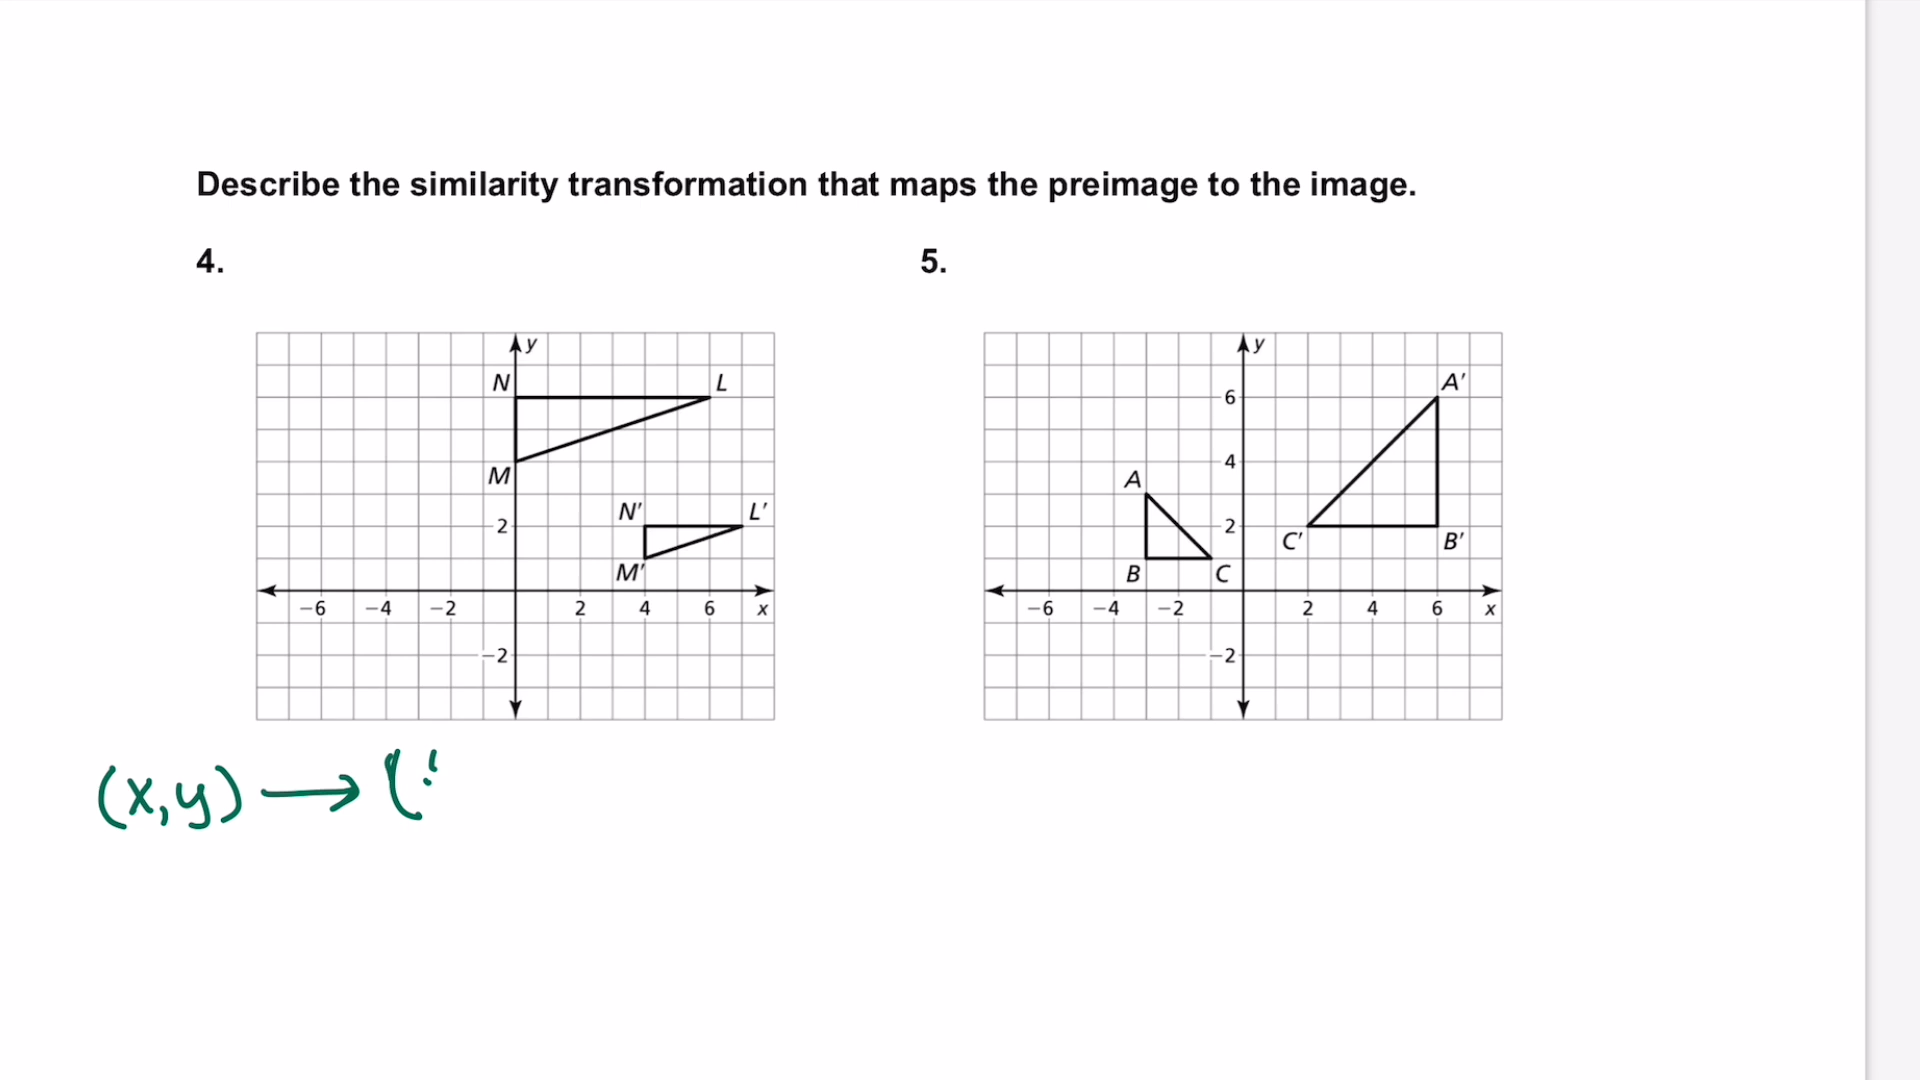 Describe the similarity transformation that maps the preimage to the image.
4.
5.
y
N
L
M
N'
L'
2
M'
−6 −4 −2 2 4 6 x
−2
y
A'
6
4
A
2
C'
B'
B
C
−6 −4 −2 2 4 6 x
−2
(x,y) ⟶ (